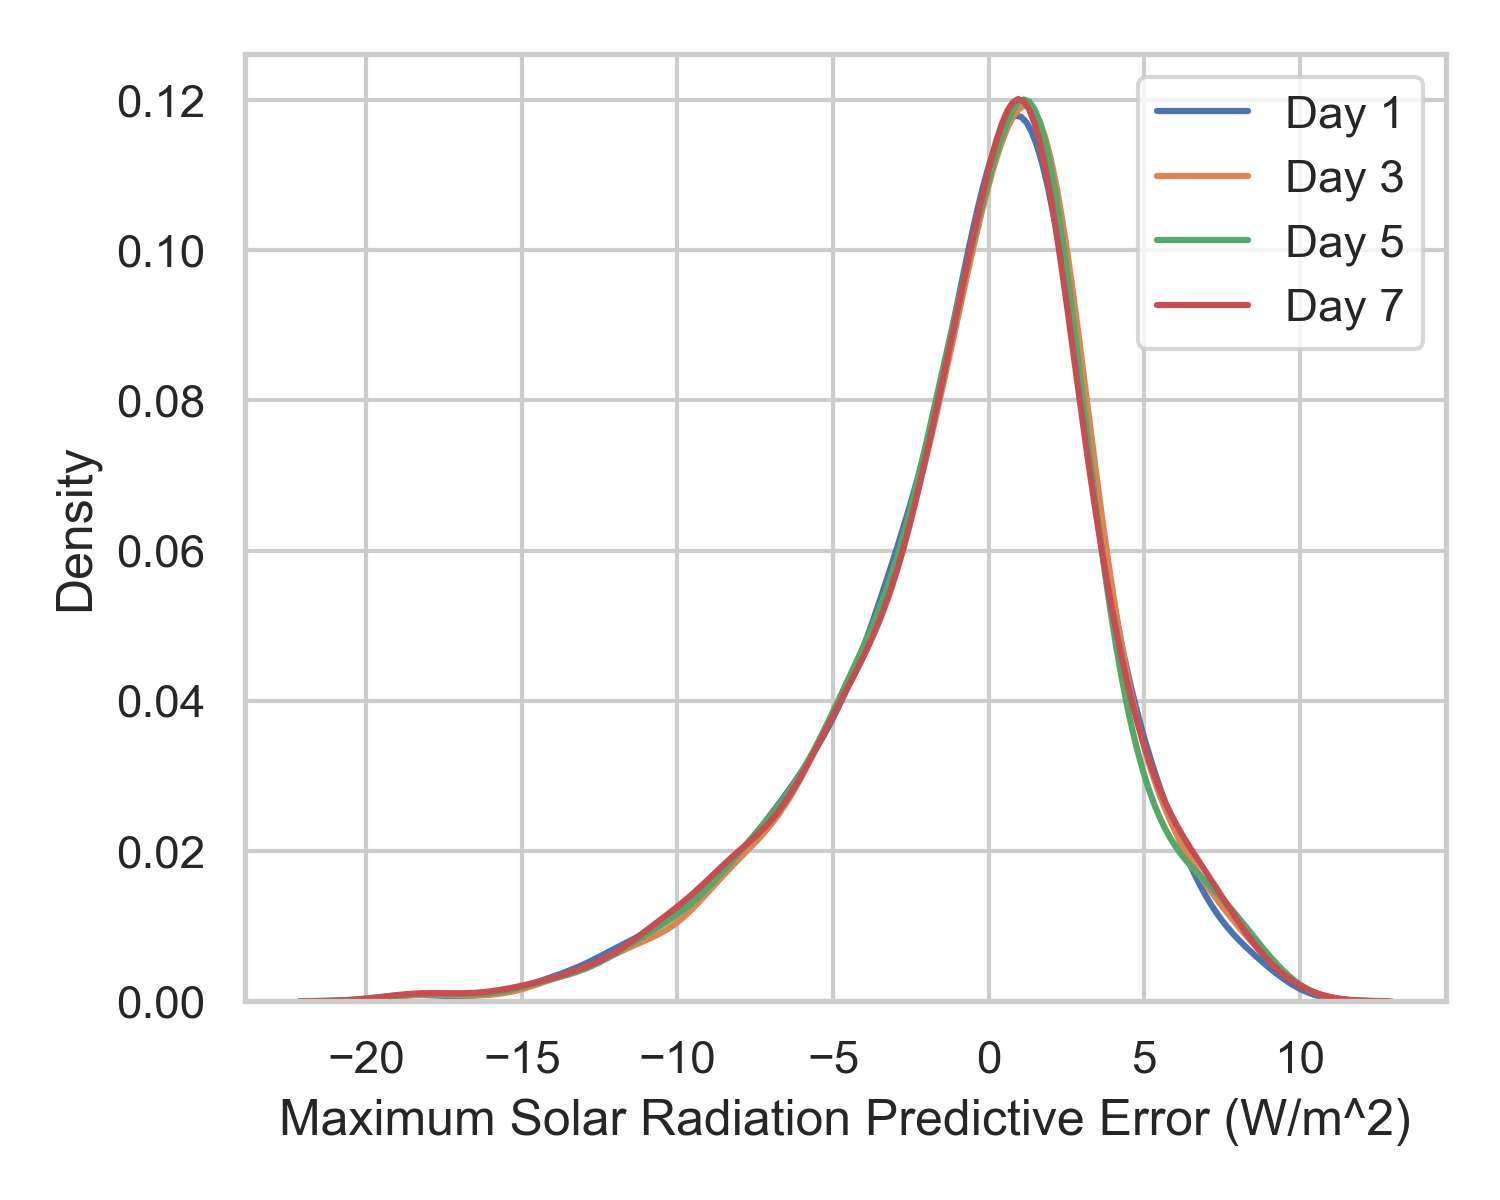 0.12
0.10
0.08
0.06
0.04
0.02
0.00
Density
Day 1
Day 3
Day 5
Day 7
−20 −15 −10 −5 0 5 10
Maximum Solar Radiation Predictive Error (W/m^2)